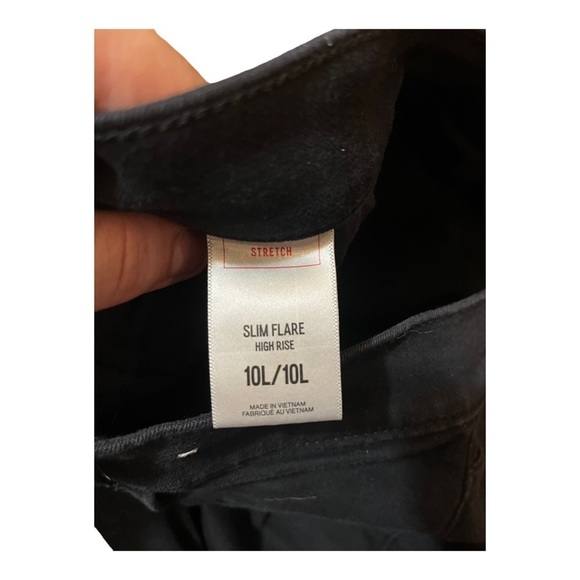 STRETCH
SLIM FLARE
HIGH RISE
10L/10L
MADE IN VIETNAM
FABRIQUÉ AU VIETNAM